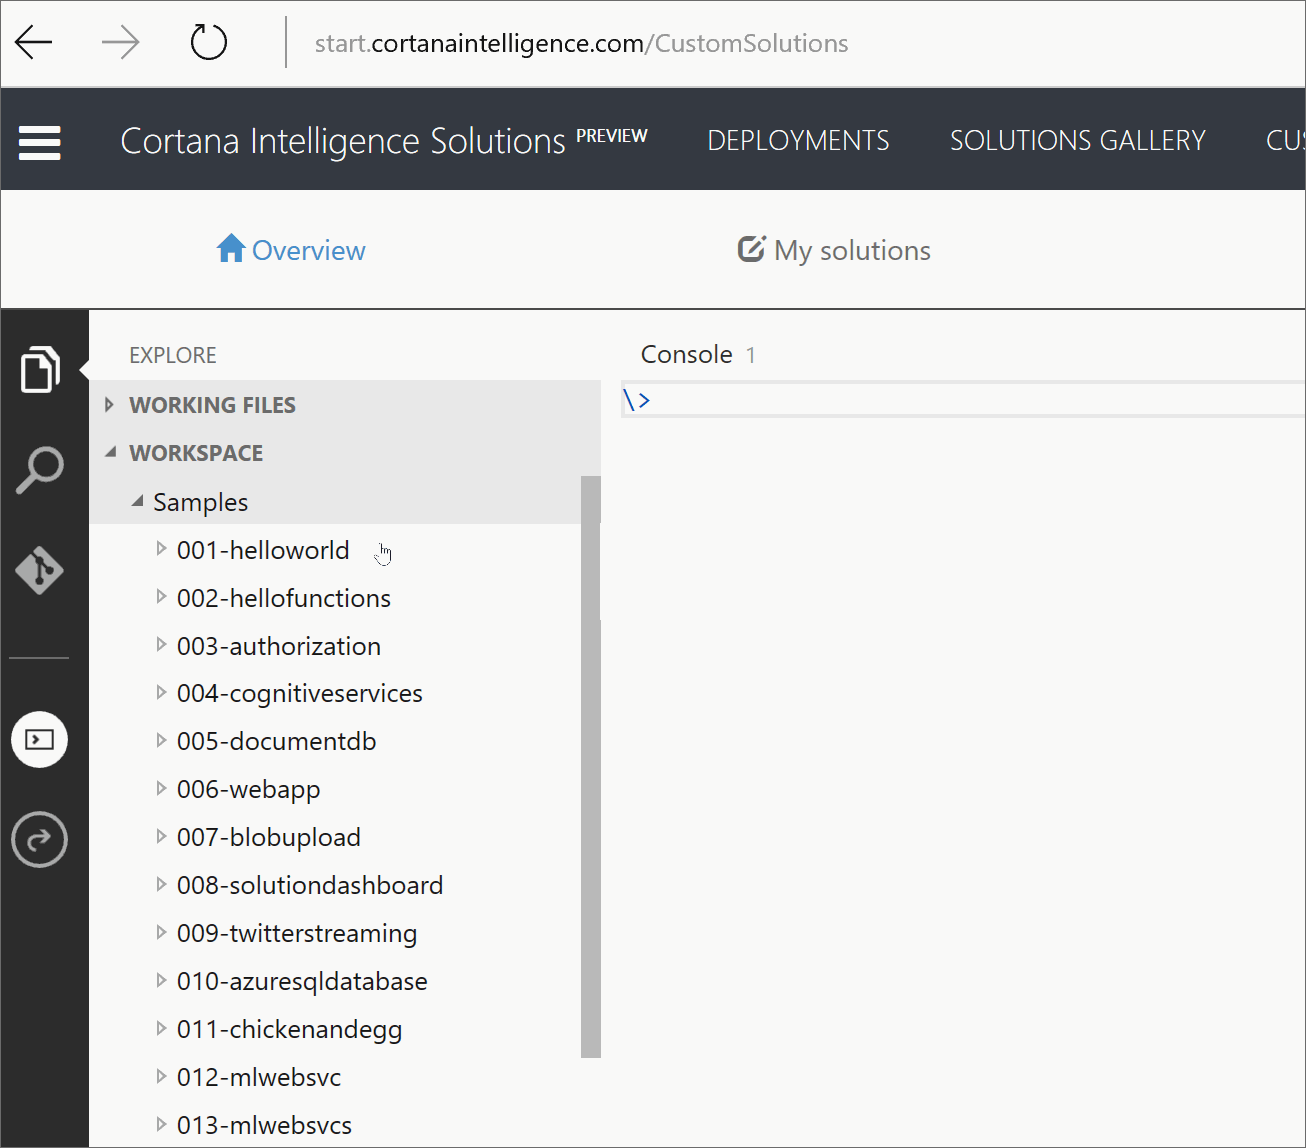 start.cortanaintelligence.com/CustomSolutions
Cortana Intelligence Solutions PREVIEW DEPLOYMENTS SOLUTIONS GALLERY CUS
Overview My solutions
EXPLORE
WORKING FILES
WORKSPACE
Samples
001-helloworld
002-hellofunctions
003-authorization
004-cognitiveservices
005-documentdb
006-webapp
007-blobupload
008-solutiondashboard
009-twitterstreaming
010-azuresqldatabase
011-chickenandegg
012-mlwebsvc
013-mlwebsvcs
Console 1
\>